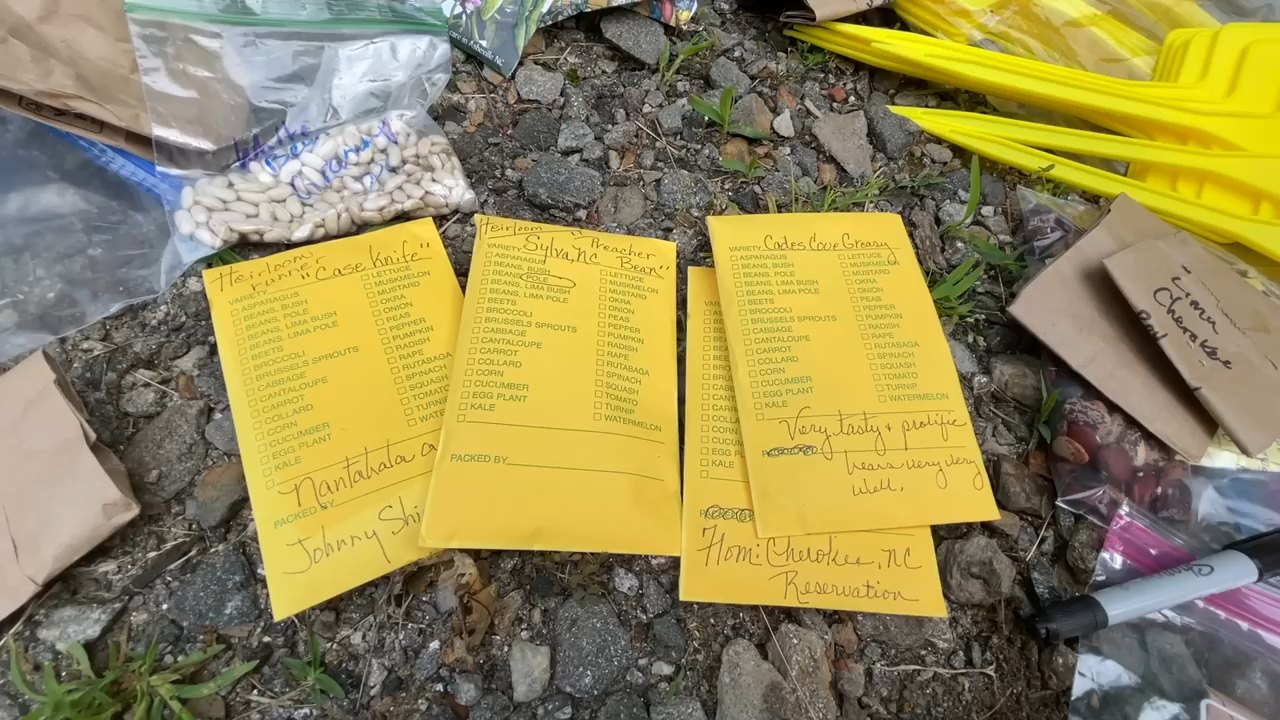 care in Asheville NC
White
Bean
Heirloom
runner "Case Knife"
VARIETY
ASPARAGUS
BEANS, BUSH
BEANS, POLE
BEANS, LIMA BUSH
BEANS, LIMA POLE
BEETS
BROCCOLI
BRUSSELS SPROUTS
CABBAGE
CANTALOUPE
CARROT
COLLARD
CORN
CUCUMBER
EGG PLANT
KALE
LETTUCE
MUSKMELON
MUSTARD
OKRA
ONION
PEAS
PEPPER
PUMPKIN
RADISH
RAPE
RUTABAGA
SPINACH
SQUASH
TOMATO
TURNIP
WATE
Nantahala
PACKED BY
Johnny Shi
Heirloom "Preacher
VARIETY Sylva, NC Bean"
ASPARAGUS
BEANS, BUSH
BEANS, POLE
BEANS, LIMA BUSH
BEANS, LIMA POLE
BEETS
BROCCOLI
BRUSSELS SPROUTS
CABBAGE
CANTALOUPE
CARROT
COLLARD
CORN
CUCUMBER
EGG PLANT
KALE
LETTUCE
MUSKMELON
MUSTARD
OKRA
ONION
PEAS
PEPPER
PUMPKIN
RADISH
RAPE
RUTABAGA
SPINACH
SQUASH
TOMATO
TURNIP
WATERMELON
PACKED BY
VARIETY Cades Cove Greasy
ASPARAGUS
BEANS, BUSH
BEANS, POLE
BEANS, LIMA BUSH
BEANS, LIMA POLE
BEETS
BROCCOLI
BRUSSELS SPROUTS
CABBAGE
CANTALOUPE
CARROT
COLLARD
CORN
CUCUMBER
EGG PLANT
KALE
LETTUCE
MUSKMELON
MUSTARD
OKRA
ONION
PEAS
PEPPER
PUMPKIN
RADISH
RAPE
RUTABAGA
SPINACH
SQUASH
TOMATO
TURNIP
WATERMELON
Very tasty + prolific
bears very very
well.
From: Cherokee, NC
Reservation
Cherokee